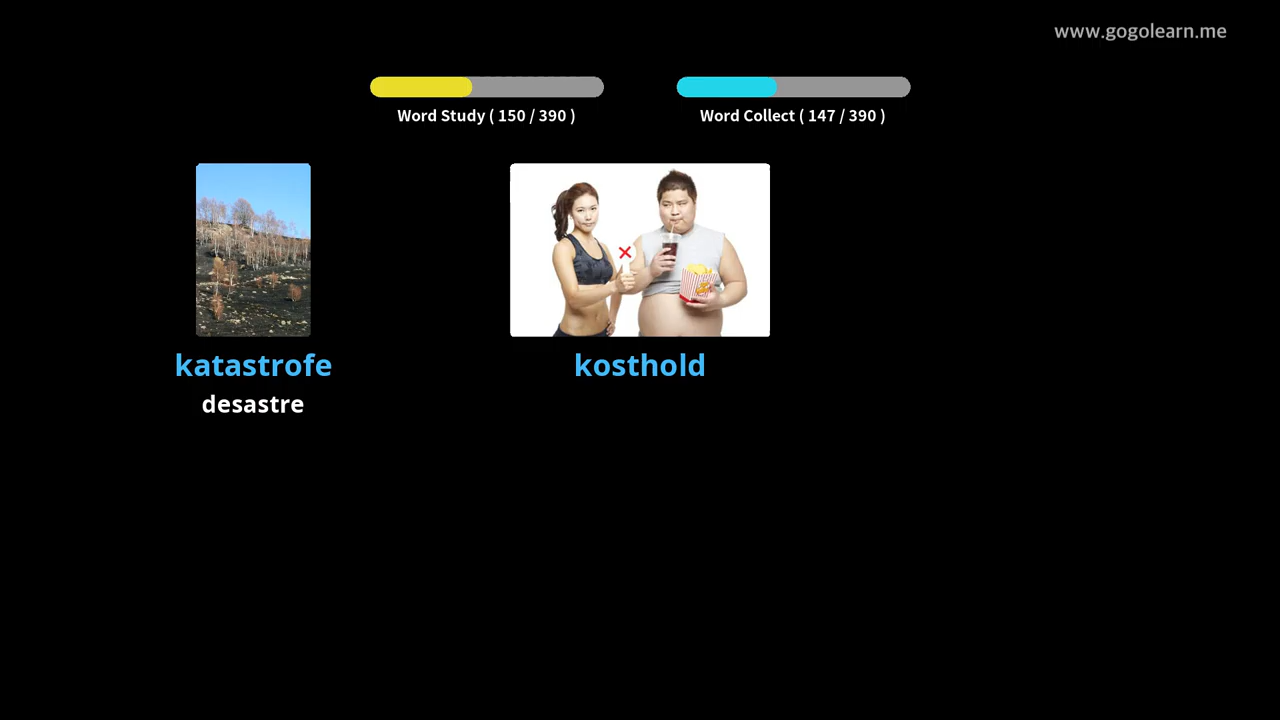 www.gogolearn.me
Word Study ( 150 / 390 )
Word Collect ( 147 / 390 )
katastrofe
desastre
kosthold